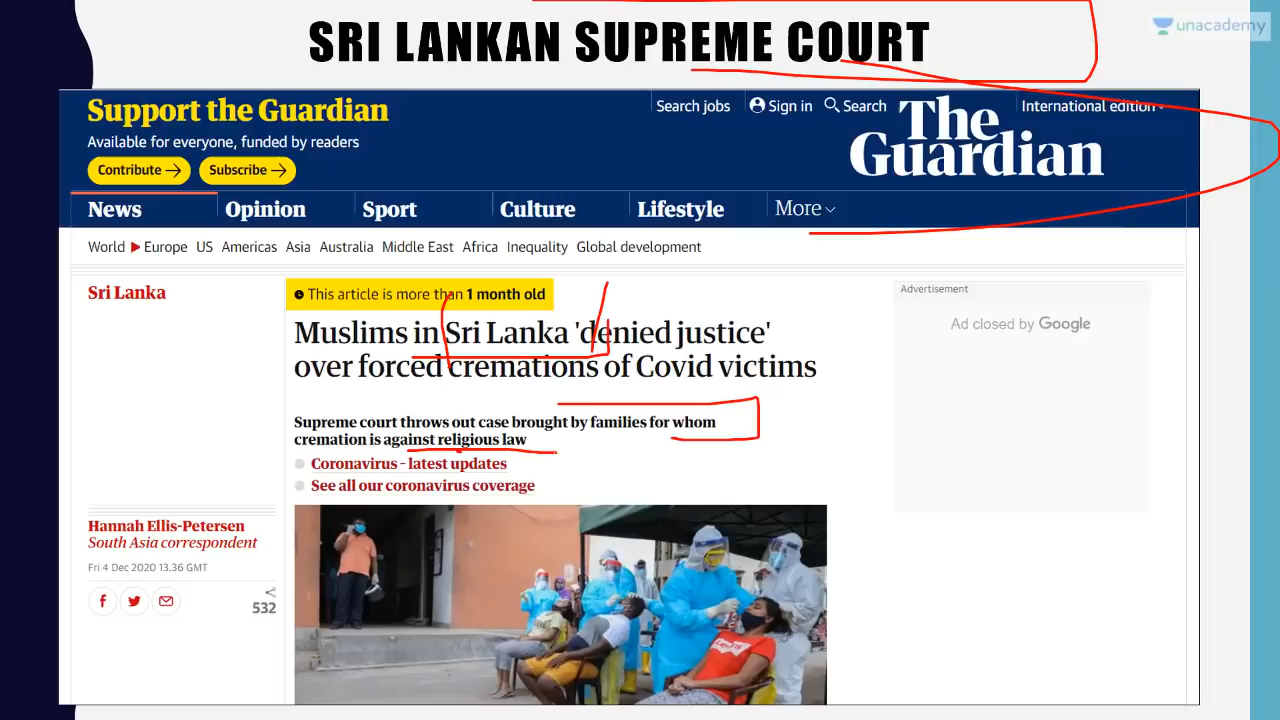 SRI LANKAN SUPREME COURT
unacademy
Support the Guardian
Available for everyone, funded by readers
Contribute → Subscribe →
Search jobs Sign in Search International edition
The Guardian
News Opinion Sport Culture Lifestyle More
World Europe US Americas Asia Australia Middle East Africa Inequality Global development
Sri Lanka
This article is more than 1 month old
Muslims in Sri Lanka 'denied justice'
over forced cremations of Covid victims
Supreme court throws out case brought by families for whom
cremation is against religious law
Coronavirus – latest updates
See all our coronavirus coverage
Hannah Ellis-Petersen
South Asia correspondent
Fri 4 Dec 2020 13.36 GMT
532
Advertisement
Ad closed by Google